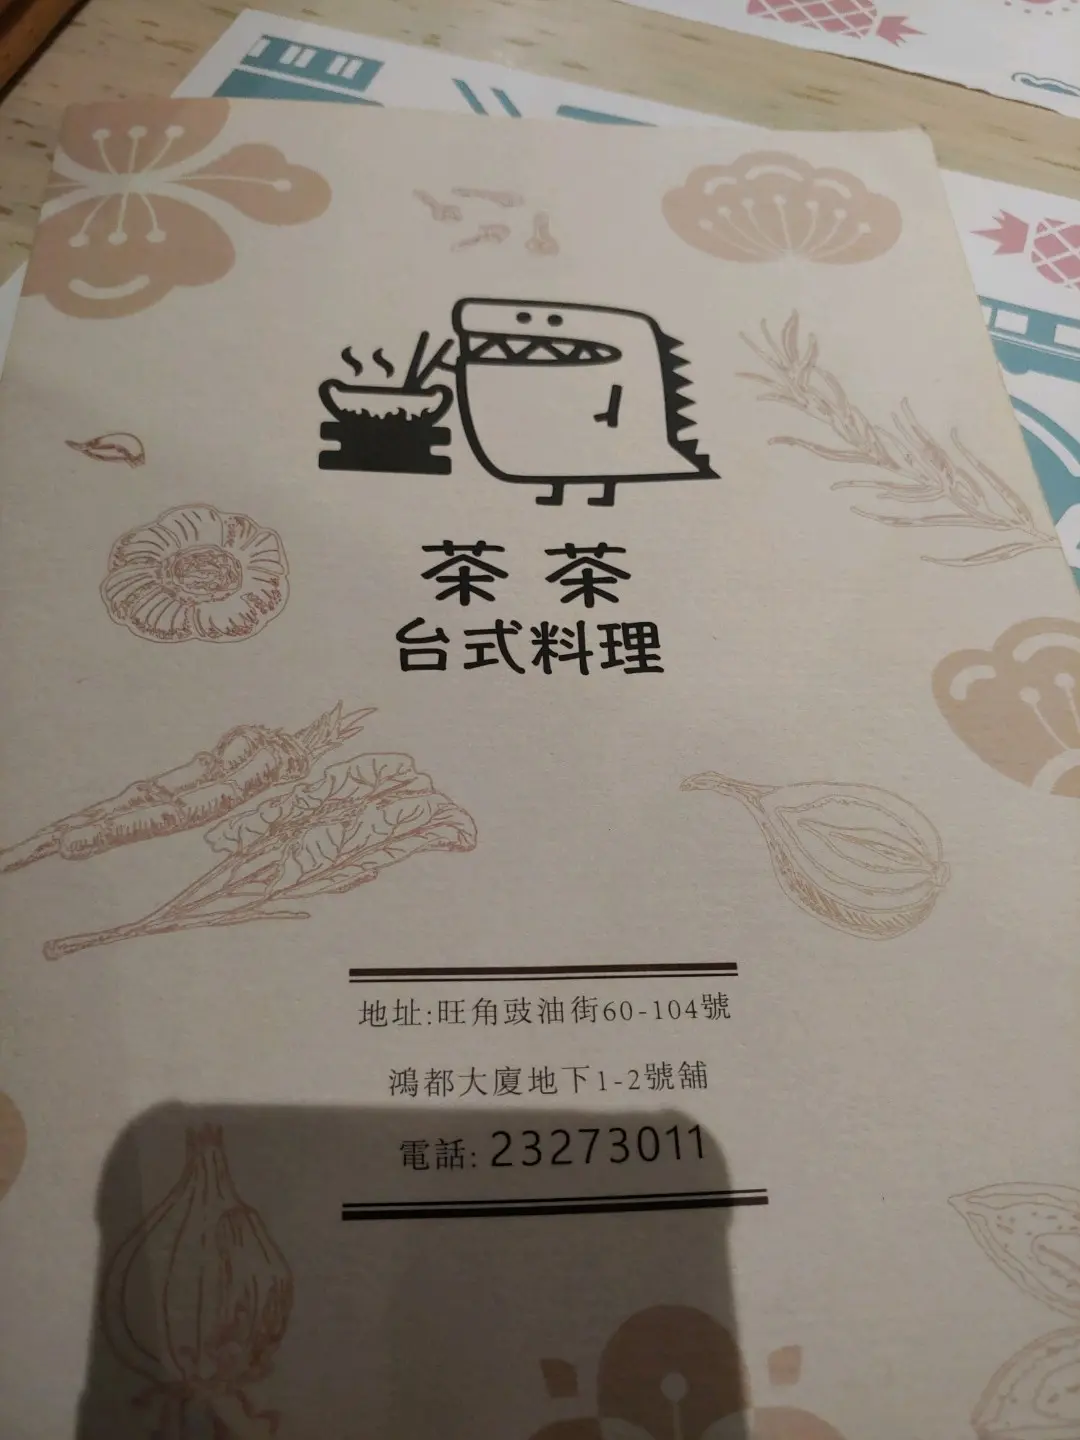 茶茶
台式料理
地址:旺角豉油街60-104號
鴻都大廈地下1-2號舖
電話: 23273011